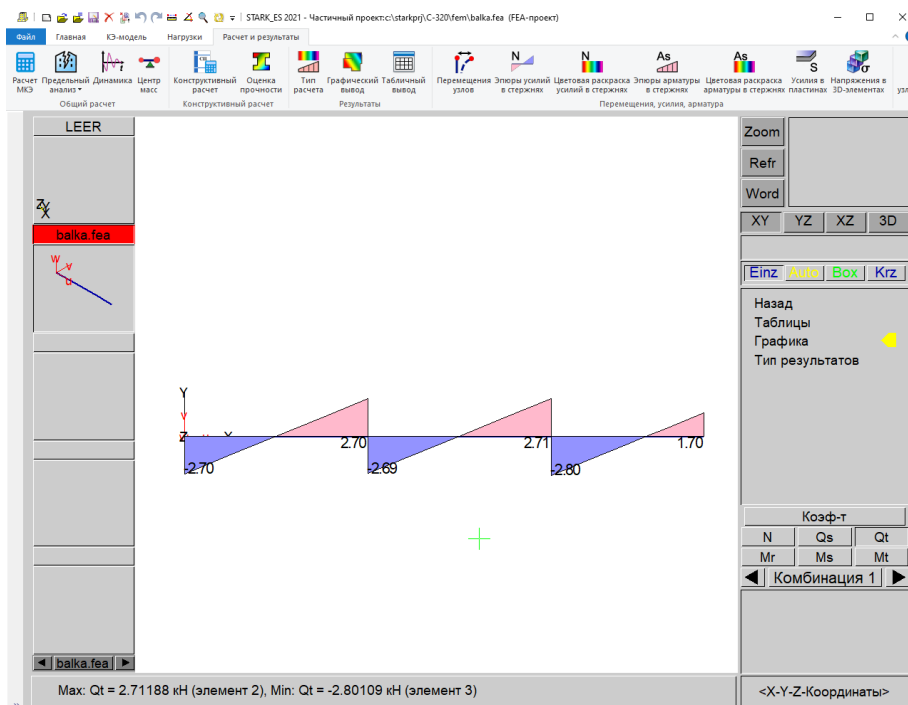 STARK_ES 2021 - Частичный проект:c:\starkprj\C-320\fem\balka.fea (FEA-проект)
Файл Главная КЭ-модель Нагрузки Расчет и результаты
Расчет МКЭ
Предельный анализ
Динамика
Центр масс
Конструктивный расчет
Оценка прочности
Тип расчета
Графический вывод
Табличный вывод
Перемещения узлов
Эпюры усилий в стержнях
Цветовая раскраска усилий в стержнях
Эпюры арматуры в стержнях
Цветовая раскраска арматуры в стержнях
Усилия в пластинах
Напряжения в 3D-элементах
Общий расчет
Конструктивный расчет
Результаты
Перемещения, усилия, арматура
N
N
As
As
S
σ
LEER
Z Y
X
balka.fea
w
v
u
balka.fea
Y
v
Z
X
2.70
2.71
1.70
-2.70
-2.69
-2.80
Zoom
Refr
Word
XY YZ XZ 3D
Einz Auto Box Krz
Назад
Таблицы
Графика
Тип результатов
Коэф-т
N Qs Qt
Mr Ms Mt
Комбинация 1
Max: Qt = 2.71188 кН (элемент 2), Min: Qt = -2.80109 кН (элемент 3)
<X-Y-Z-Координаты>